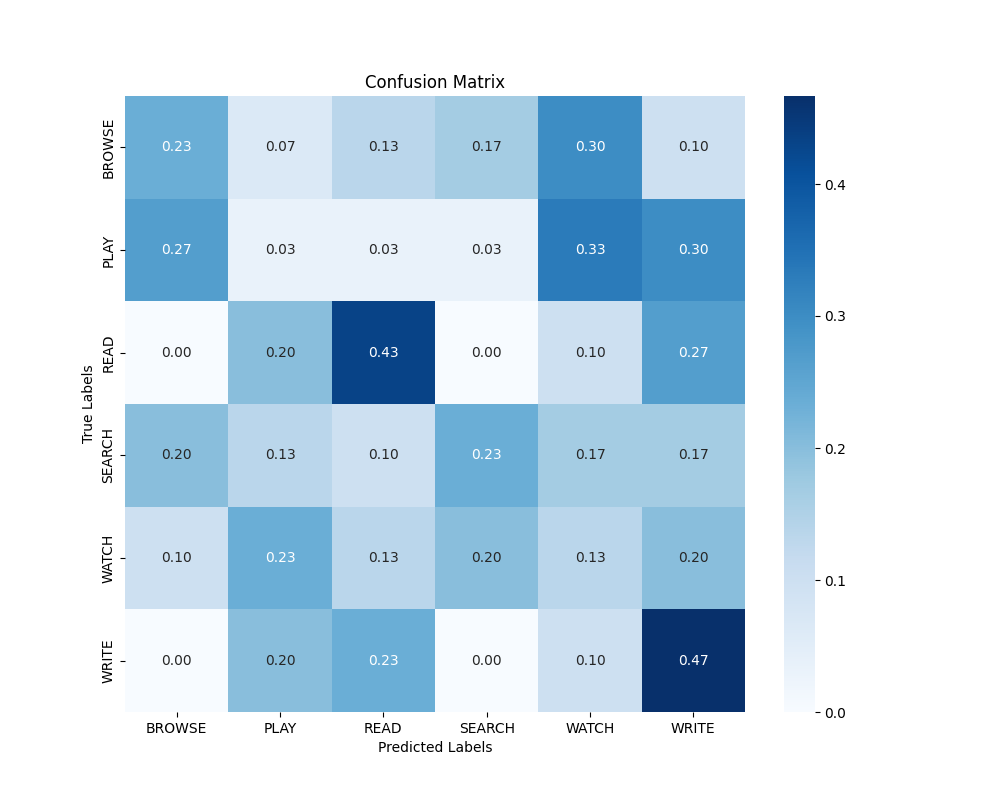 Confusion Matrix
BROWSE 0.23 0.07 0.13 0.17 0.30 0.10
PLAY 0.27 0.03 0.03 0.03 0.33 0.30
READ 0.00 0.20 0.43 0.00 0.10 0.27
SEARCH 0.20 0.13 0.10 0.23 0.17 0.17
WATCH 0.10 0.23 0.13 0.20 0.13 0.20
WRITE 0.00 0.20 0.23 0.00 0.10 0.47
True Labels
BROWSE PLAY READ SEARCH WATCH WRITE
Predicted Labels
0.4
0.3
0.2
0.1
0.0